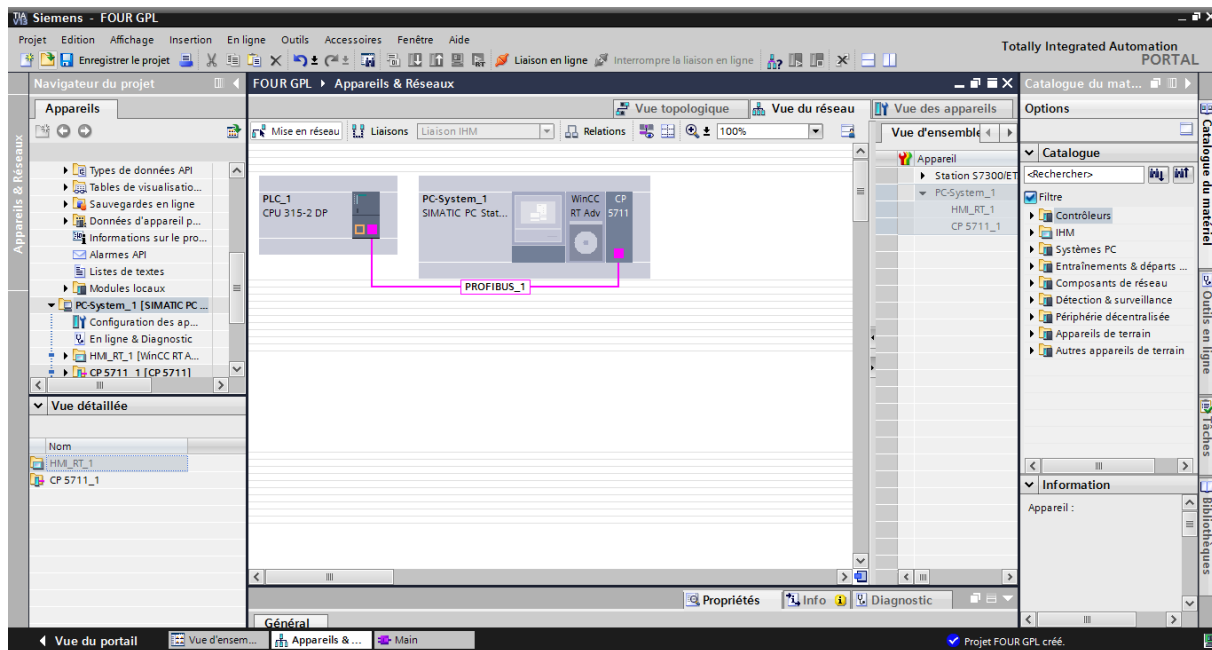 Siemens - FOUR GPL
Projet Edition Affichage Insertion En ligne Outils Accessoires Fenêtre Aide
Totally Integrated Automation
PORTAL
Enregistrer le projet
Liaison en ligne
Interrompre la liaison en ligne
Navigateur du projet
FOUR GPL
Appareils & Réseaux
Catalogue du mat...
Appareils
Vue topologique
Vue du réseau
Vue des appareils
Options
Mise en réseau
Liaisons
Liaison IHM
Relations
100%
Vue d'ensemble
Appareils & Réseaux
Types de données API
Tables de visualisatio...
Sauvegardes en ligne
Données d'appareil p...
Informations sur le pro...
Alarmes API
Listes de textes
Modules locaux
PC-System_1 [SIMATIC PC ...
Configuration des ap...
En ligne & Diagnostic
HMI_RT_1 [WinCC RT A...
CP 5711_1 [CP 5711]
PLC_1
CPU 315-2 DP
PC-System_1
SIMATIC PC Stat...
WinCC
RT Adv
CP
5711
PROFIBUS_1
Appareil
Station S7300/ET
PC-System_1
HMI_RT_1
CP 5711_1
Catalogue
<Rechercher>
Filtre
Contrôleurs
IHM
Systèmes PC
Entraînements & départs ...
Composants de réseau
Détection & surveillance
Périphérie décentralisée
Appareils de terrain
Autres appareils de terrain
Catalogue du matériel
Outils en ligne
Tâches
Bibliothèques
Vue détaillée
Nom
HMI_RT_1
CP 5711_1
Information
Appareil :
Propriétés
Info
Diagnostic
Général
Vue du portail
Vue d'ensem...
Appareils & ...
Main
Projet FOUR GPL créé.